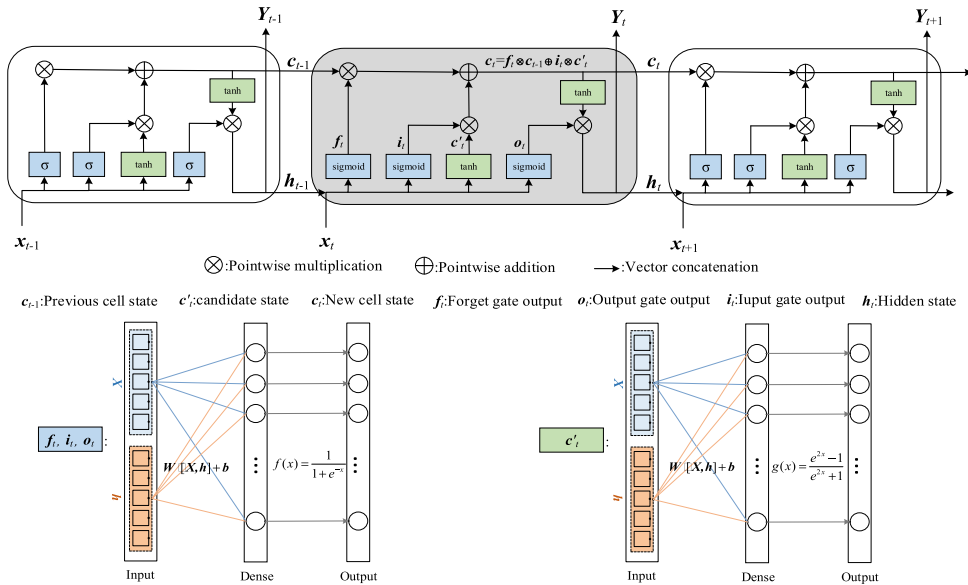 Y_{t-1} Y_t Y_{t+1}
c_{t-1} c_t=f_t⊗c_{t-1}⊕i_t⊗c'_t c_t
tanh tanh tanh
f_t i_t c'_t o_t
σ σ tanh σ sigmoid sigmoid tanh sigmoid σ σ tanh σ
h_{t-1} h_t
x_{t-1} x_t x_{t+1}
⊗:Pointwise multiplication ⊕:Pointwise addition →:Vector concatenation
c_{t-1}:Previous cell state c'_t:candidate state c_t:New cell state f_t:Forget gate output o_t:Output gate output i_t:Iuput gate output h_t:Hidden state
X X
f_t, i_t, o_t : c'_t :
W [X,h]+b f(x)=1/(1+e^{-x}) W [X,h]+b g(x)=(e^{2x}-1)/(e^{2x}+1)
h h
Input Dense Output Input Dense Output